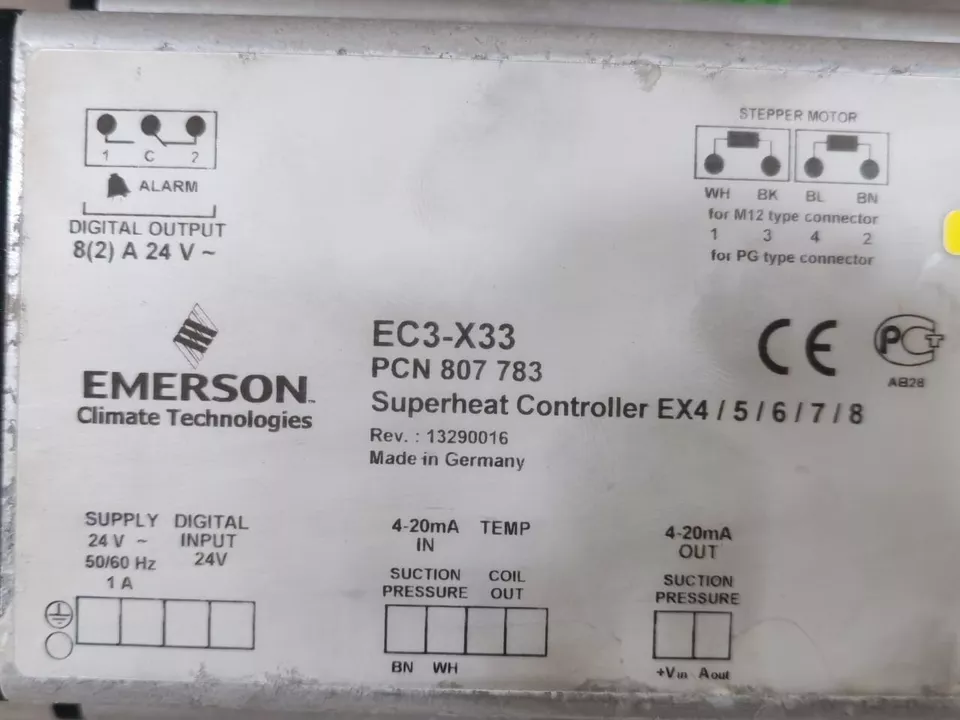 1 C 2
ALARM
DIGITAL OUTPUT
8(2) A 24 V ~
STEPPER MOTOR
WH BK BL BN
for M12 type connector
1 3 4 2
for PG type connector
EMERSON™
Climate Technologies
EC3-X33
PCN 807 783
Superheat Controller EX4 / 5 / 6 / 7 / 8
Rev. : 13290016
Made in Germany
CE
PCT
AB28
SUPPLY
24 V ~
50/60 Hz
1 A
DIGITAL
INPUT
24V
4-20mA
IN
TEMP
SUCTION
PRESSURE
COIL
OUT
BN WH
4-20mA
OUT
SUCTION
PRESSURE
+Vin Aout